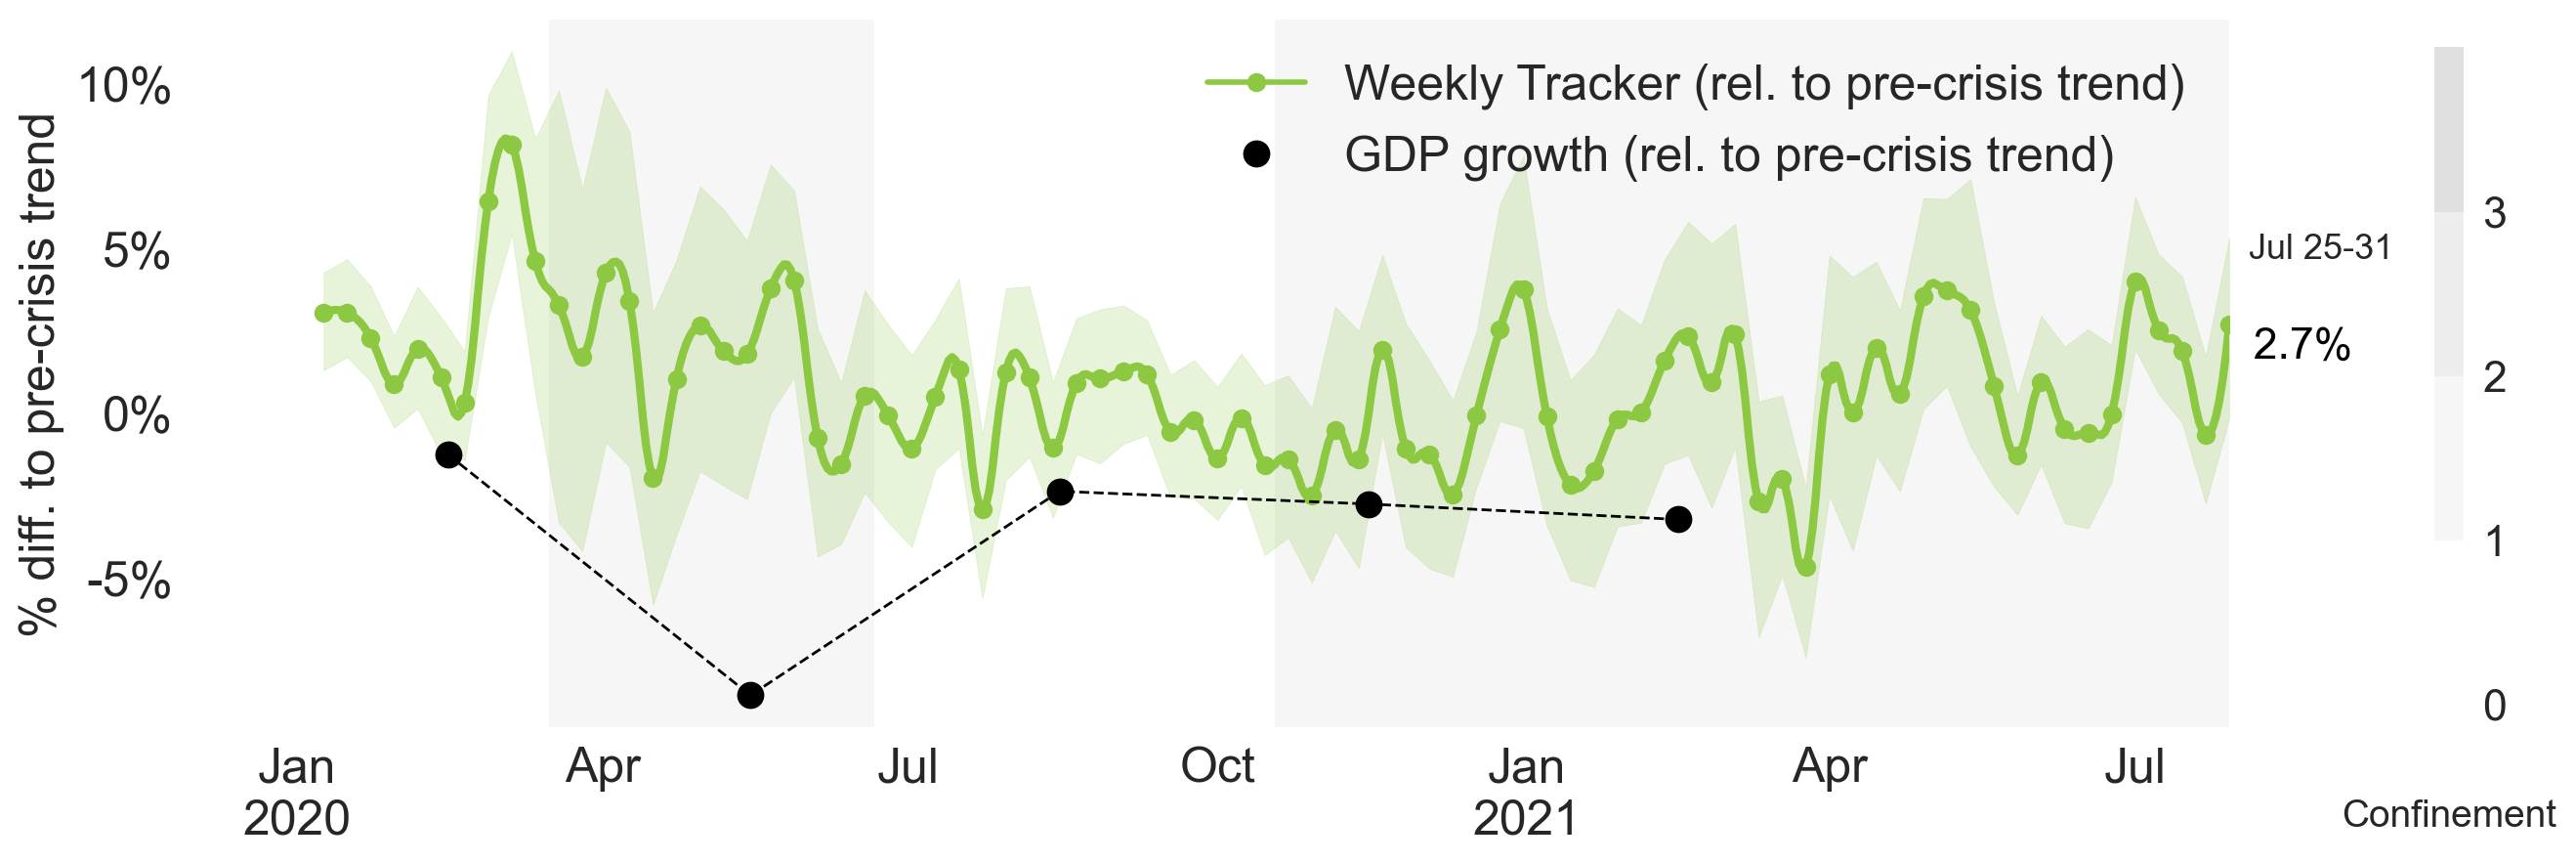 % diff. to pre-crisis trend
10%
5%
0%
-5%
Weekly Tracker (rel. to pre-crisis trend)
GDP growth (rel. to pre-crisis trend)
Jul 25-31
2.7%
3
2
1
0
Jan Apr Jul Oct Jan Apr Jul
2020 2021
Confinement